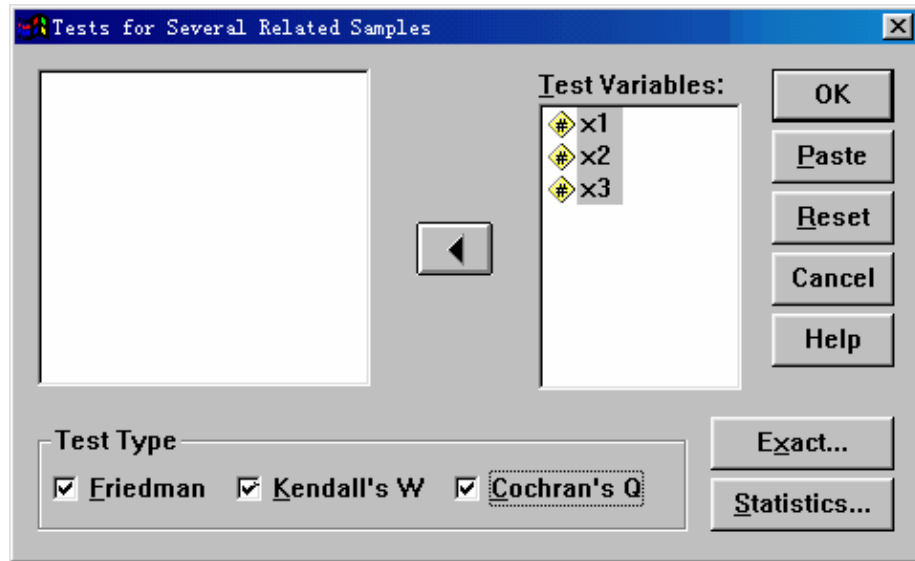 Tests for Several Related Samples
Test Variables:
# x1
# x2
# x3
OK
Paste
Reset
Cancel
Help
Test Type
Friedman Kendall's W Cochran's Q
Exact...
Statistics...